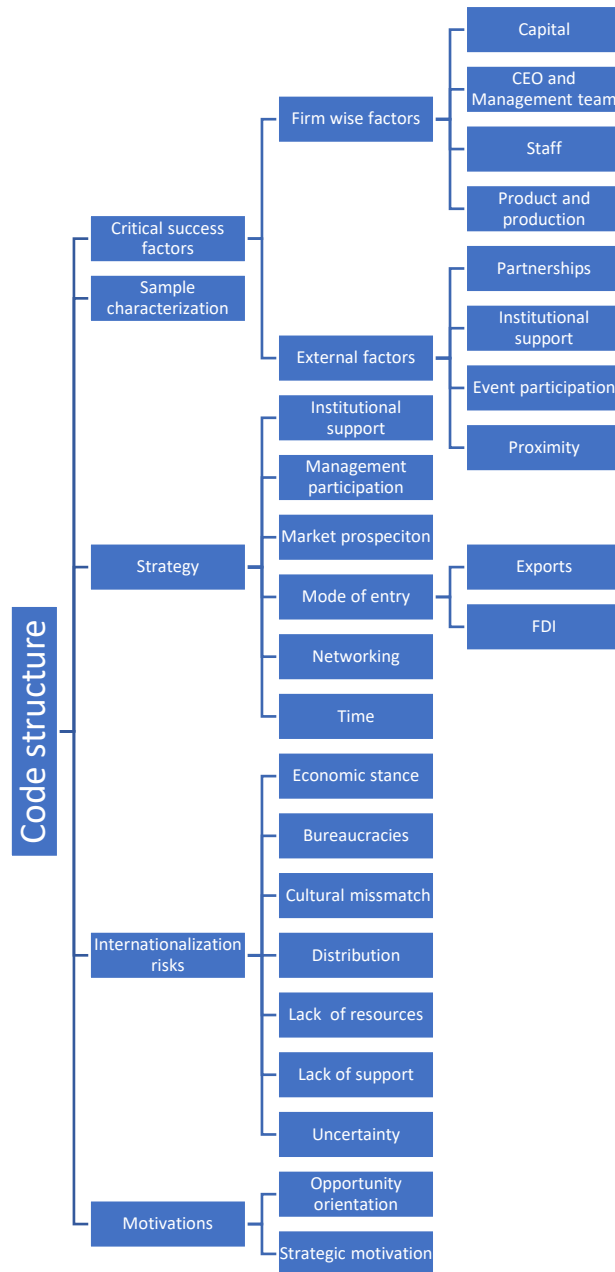 Code structure
Critical success
factors
Firm wise factors
Capital
CEO and
Management team
Staff
Product and
production
External factors
Partnerships
Institutional
support
Event participation
Proximity
Sample
characterization
Strategy
Institutional
support
Management
participation
Market prospeciton
Mode of entry
Exports
FDI
Networking
Time
Internationalization
risks
Economic stance
Bureaucracies
Cultural missmatch
Distribution
Lack  of resources
Lack of support
Uncertainty
Motivations
Opportunity
orientation
Strategic motivation